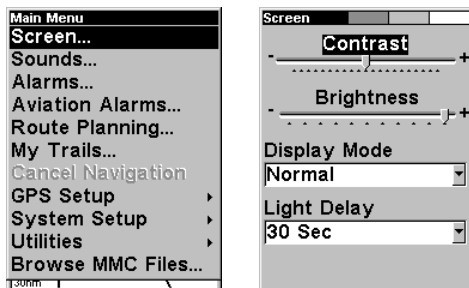 Main Menu
Screen...
Sounds...
Alarms...
Aviation Alarms...
Route Planning...
My Trails...
Cancel Navigation
GPS Setup
System Setup
Utilities
Browse MMC Files...
30nm
Screen
Contrast
- +
Brightness
- +
Display Mode
Normal
Light Delay
30 Sec